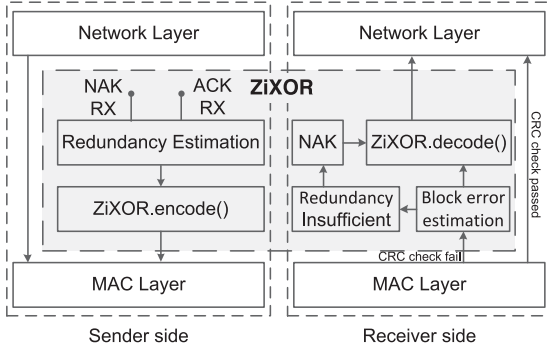 Network Layer
Network Layer
NAK
RX
ACK
RX
ZiXOR
Redundancy Estimation
NAK
ZiXOR.decode()
CRC check passed
ZiXOR.encode()
Redundancy
Insufficient
Block error
estimation
CRC check fail
MAC Layer
MAC Layer
Sender side
Receiver side